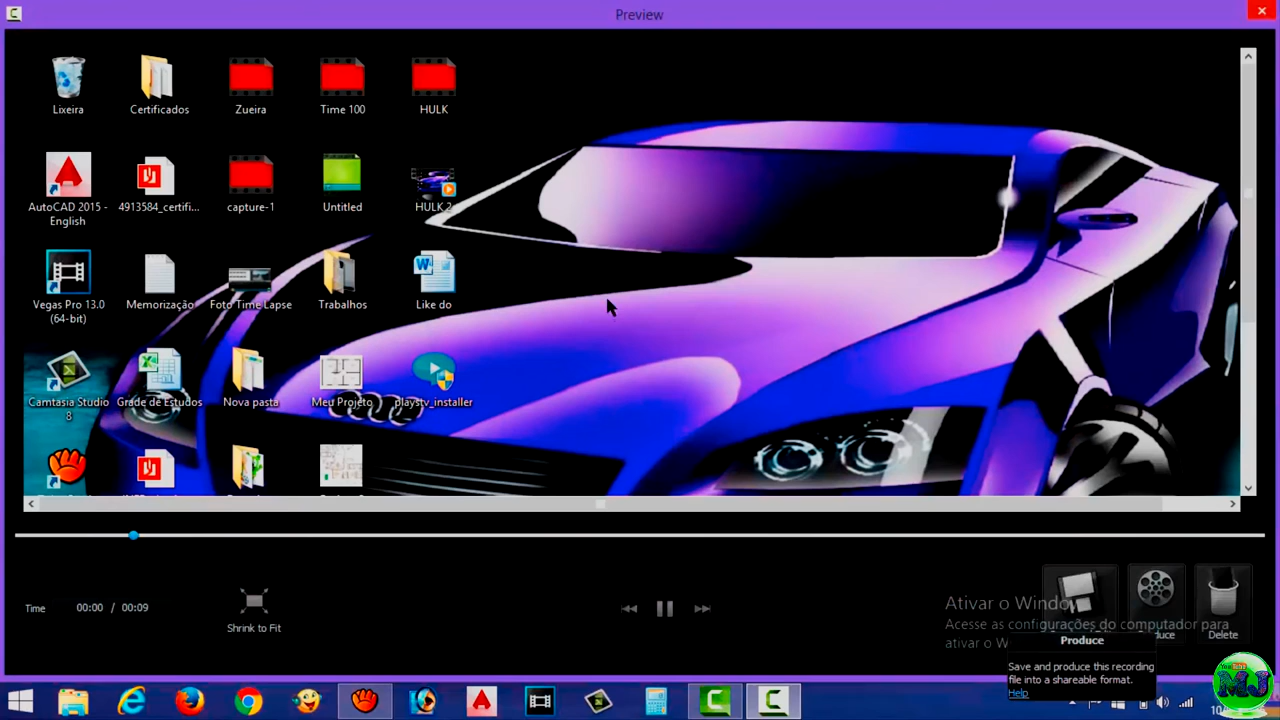 Preview
Lixeira
Certificados
Zueira
Time 100
HULK
AutoCAD 2015 -
English
4913584_certifi...
capture-1
Untitled
HULK 2
Vegas Pro 13.0
(64-bit)
Memorização
Foto Time Lapse
Trabalhos
Like do
Camtasia Studio
8
Grade de Estudos
Nova pasta
Meu Projeto
playstv_installer
Time 00:00 / 00:09
Shrink to Fit
Delete
Ativar o Windows
Acesse as configurações do computador para
ativar o W
Produce
Save and produce this recording
file into a shareable format.
Help
YouTube
MJ